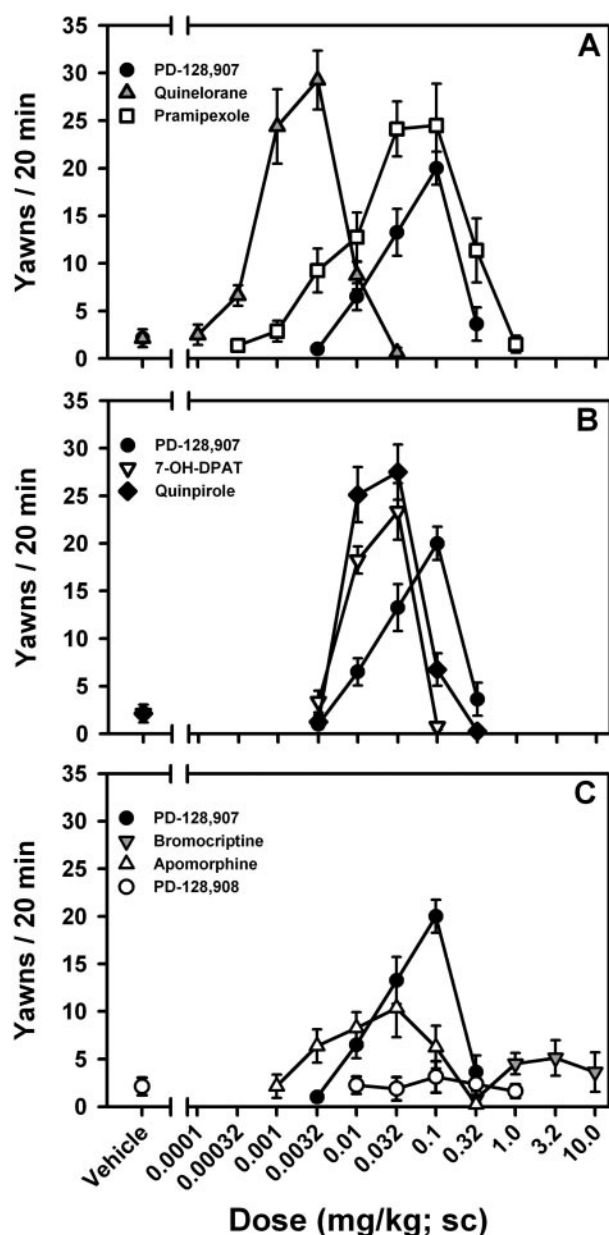 A
PD-128,907
Quinelorane
Pramipexole
Yawns / 20 min
35
30
25
20
15
10
5
0
B
PD-128,907
7-OH-DPAT
Quinpirole
Yawns / 20 min
35
30
25
20
15
10
5
0
C
PD-128,907
Bromocriptine
Apomorphine
PD-128,908
Yawns / 20 min
35
30
25
20
15
10
5
0
Vehicle
0.0001
0.00032
0.001
0.0032
0.01
0.032
0.1
0.32
1.0
3.2
10.0
Dose (mg/kg; sc)